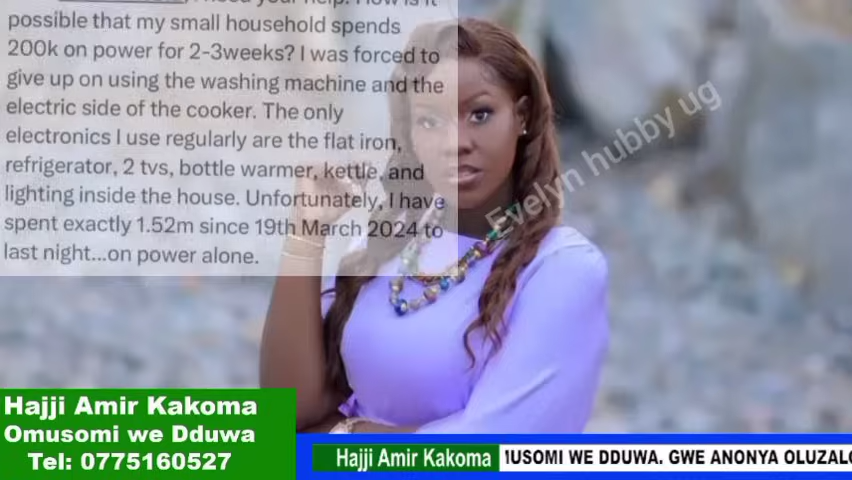 possible that my small household spends
200k on power for 2-3weeks? I was forced to
give up on using the washing machine and the
electric side of the cooker. The only
electronics I use regularly are the flat iron,
refrigerator, 2 tvs, bottle warmer, kettle, and
lighting inside the house. Unfortunately, I have
spent exactly 1.52m since 19th March 2024 to
last night...on power alone.
Evelyn hubby ug
Hajji Amir Kakoma
Omusomi we Dduwa
Tel: 0775160527
Hajji Amir Kakoma
MUSOMI WE DDUWA. GWE ANONYA OLUZALO